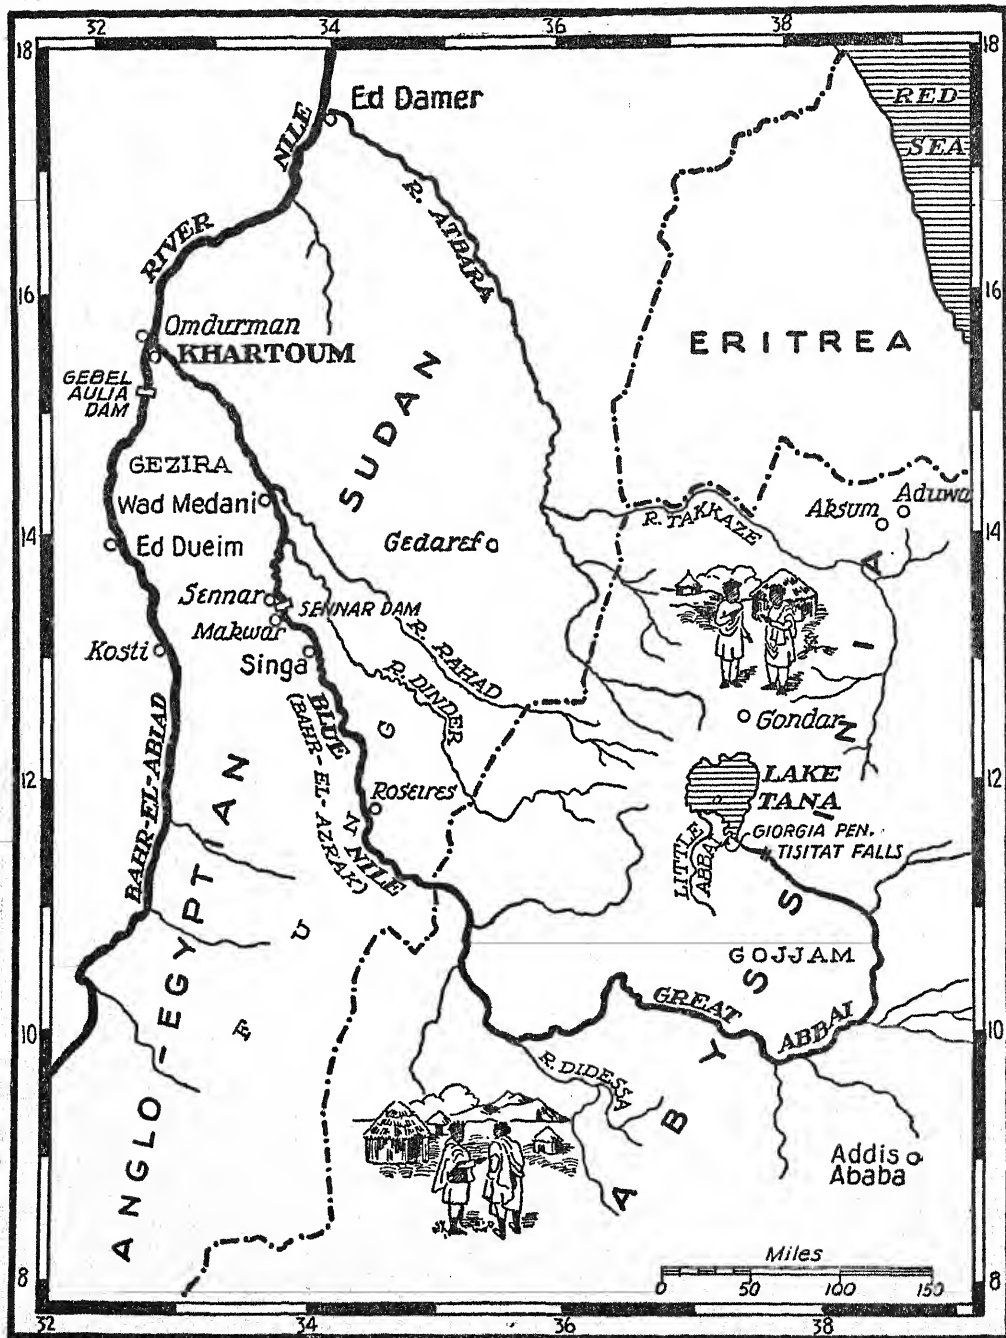 32 34 36 38
18 18
RED
SEA
Ed Damer
RIVER NILE
R. ATBARA
16 16
Omdurman
KHARTOUM
ERITREA
GEBEL
AULIA
DAM
SUDAN
GEZIRA
Wad Medani
Aksum
Aduwa
R. TAKKAZE
14 14
Ed Dueim
Gedaref
Sennar
SENNAR DAM
Makwar
Kosti
Singa
R. RAHAD
R. DINDER
Gondar
BLUE NILE
(BAHR-EL-AZRAK)
BAHR-EL-ABIAD
12 12
LAKE
TANA
Roseires
GIORGIA PEN.
TISITAT FALLS
LITTLE
ABBAI
ANGLO-EGYPTIAN
FUNG
GOJJAM
GREAT ABBAI
10 10
R. DIDESSA
ABYSSINIA
Addis
Ababa
Miles
0 50 100 150
8 8
32 34 36 38